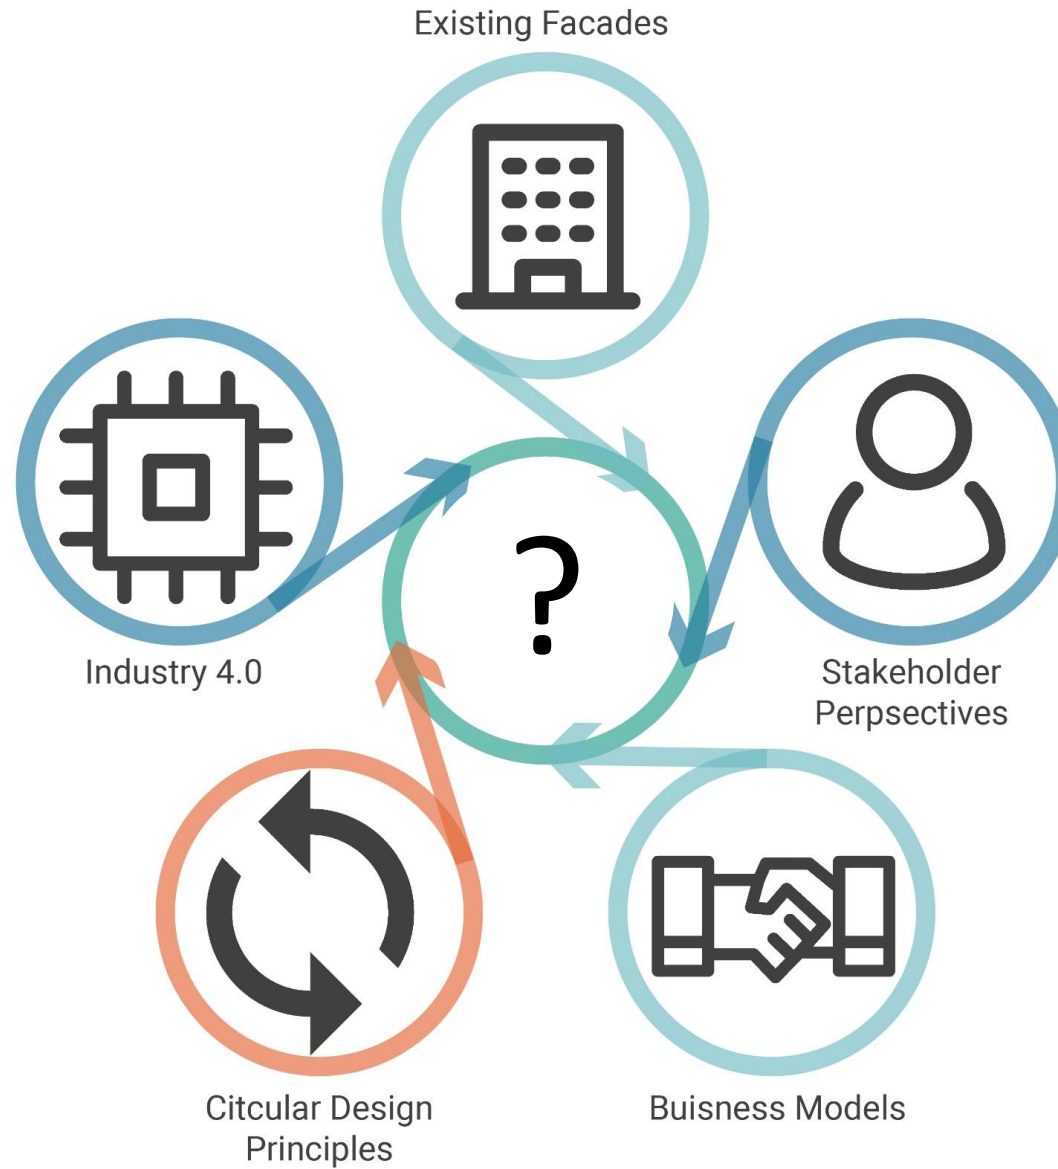 Existing Facades
?
Industry 4.0
Stakeholder
Perpsectives
Citcular Design
Principles
Buisness Models